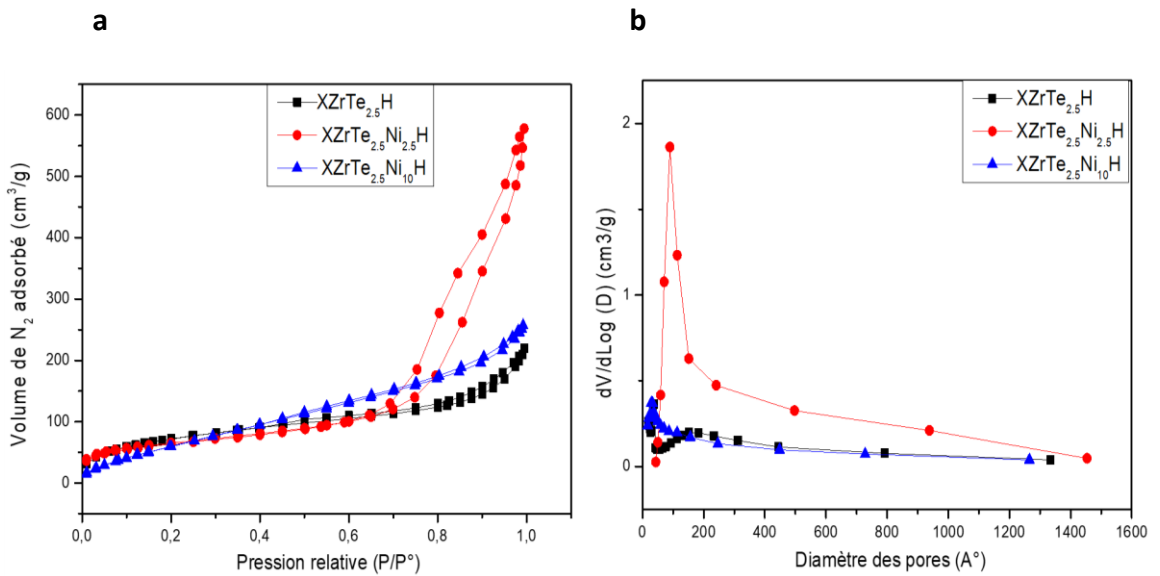 a
b
XZrTe2.5H
XZrTe2.5Ni2.5H
XZrTe2.5Ni10H
Volume de N2 adsorbé (cm3/g)
600
500
400
300
200
100
0
0,0 0,2 0,4 0,6 0,8 1,0
Pression relative (P/P°)
XZrTe2.5H
XZrTe2.5Ni2.5H
XZrTe2.5Ni10H
dV/dLog (D) (cm3/g)
2
1
0
0 200 400 600 800 1000 1200 1400 1600
Diamètre des pores (A°)